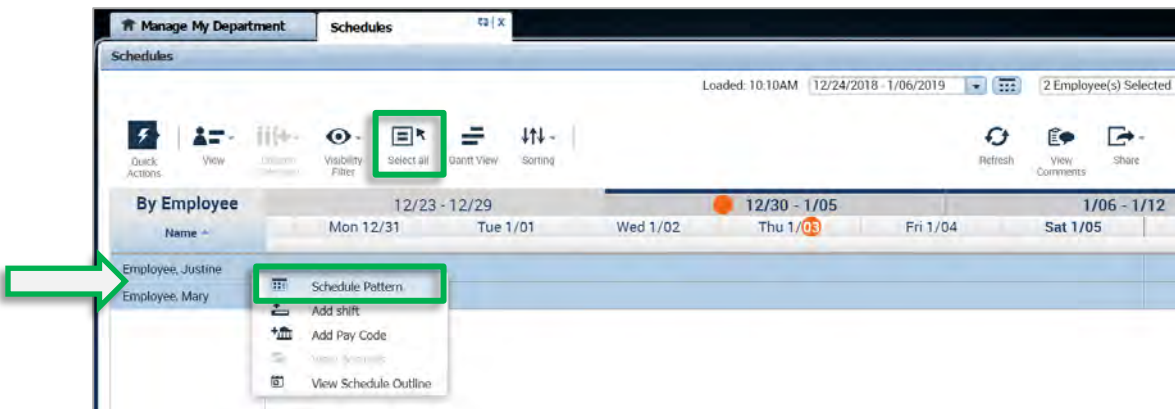 Manage My Department Schedules X
Schedules
Loaded: 10:10AM 12/24/2018 - 1/06/2019 2 Employee(s) Selected
Quick Actions View Visibility Filter Select all Gantt View Sorting Refresh View Comments Share
By Employee 12/23 - 12/29 12/30 - 1/05 1/06 - 1/12
Name Mon 12/31 Tue 1/01 Wed 1/02 Thu 1/03 Fri 1/04 Sat 1/05
Employee, Justine
Employee, Mary
Schedule Pattern
Add shift
Add Pay Code
View Schedule Outline